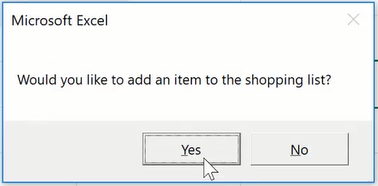 Microsoft Excel
Would you like to add an item to the shopping list?
Yes No